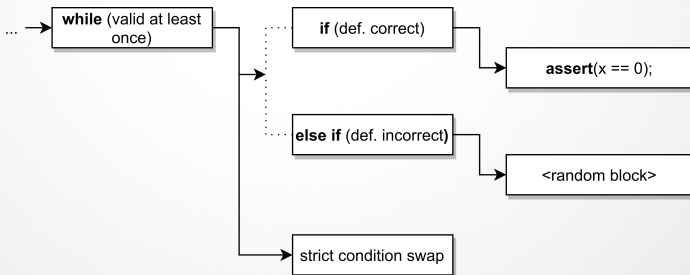 ...
while (valid at least
once)
if (def. correct)
assert(x == 0);
else if (def. incorrect)
<random block>
strict condition swap